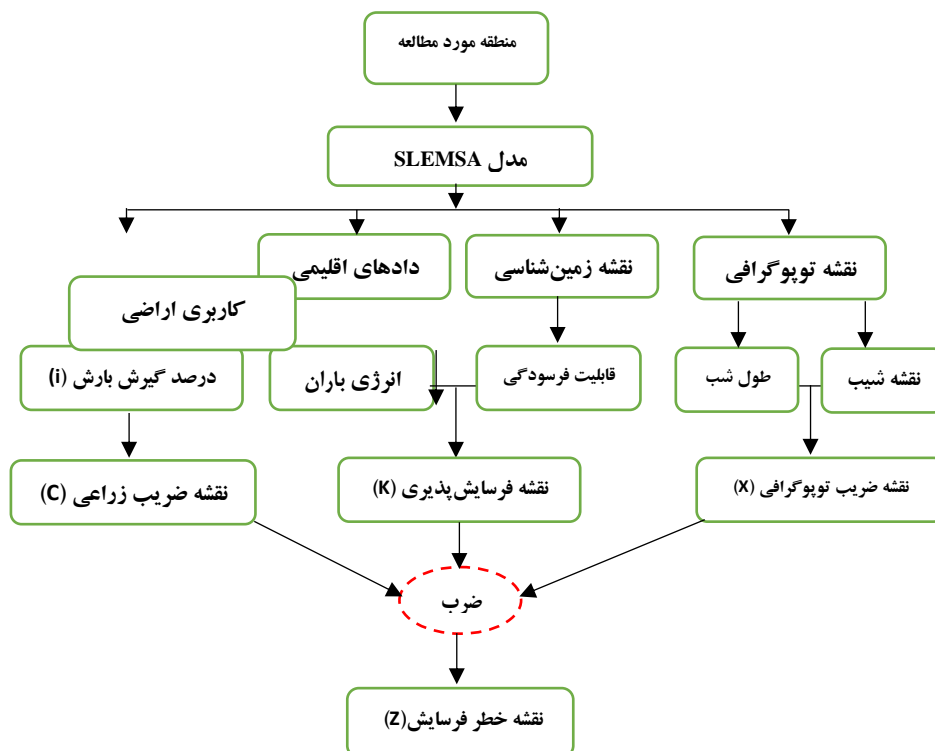 منطقه مورد مطالعه
مدل SLEMSA
نقشه توپوگرافی
نقشه زمین‌شناسی
دادهای اقلیمی
کاربری اراضی
نقشه شیب
طول شب
قابلیت فرسودگی
انرژی باران
درصد گیرش بارش (i)
نقشه ضریب توپوگرافی (X)
نقشه فرسایش‌پذیری (K)
نقشه ضریب زراعی (C)
ضرب
نقشه خطر فرسایش(Z)